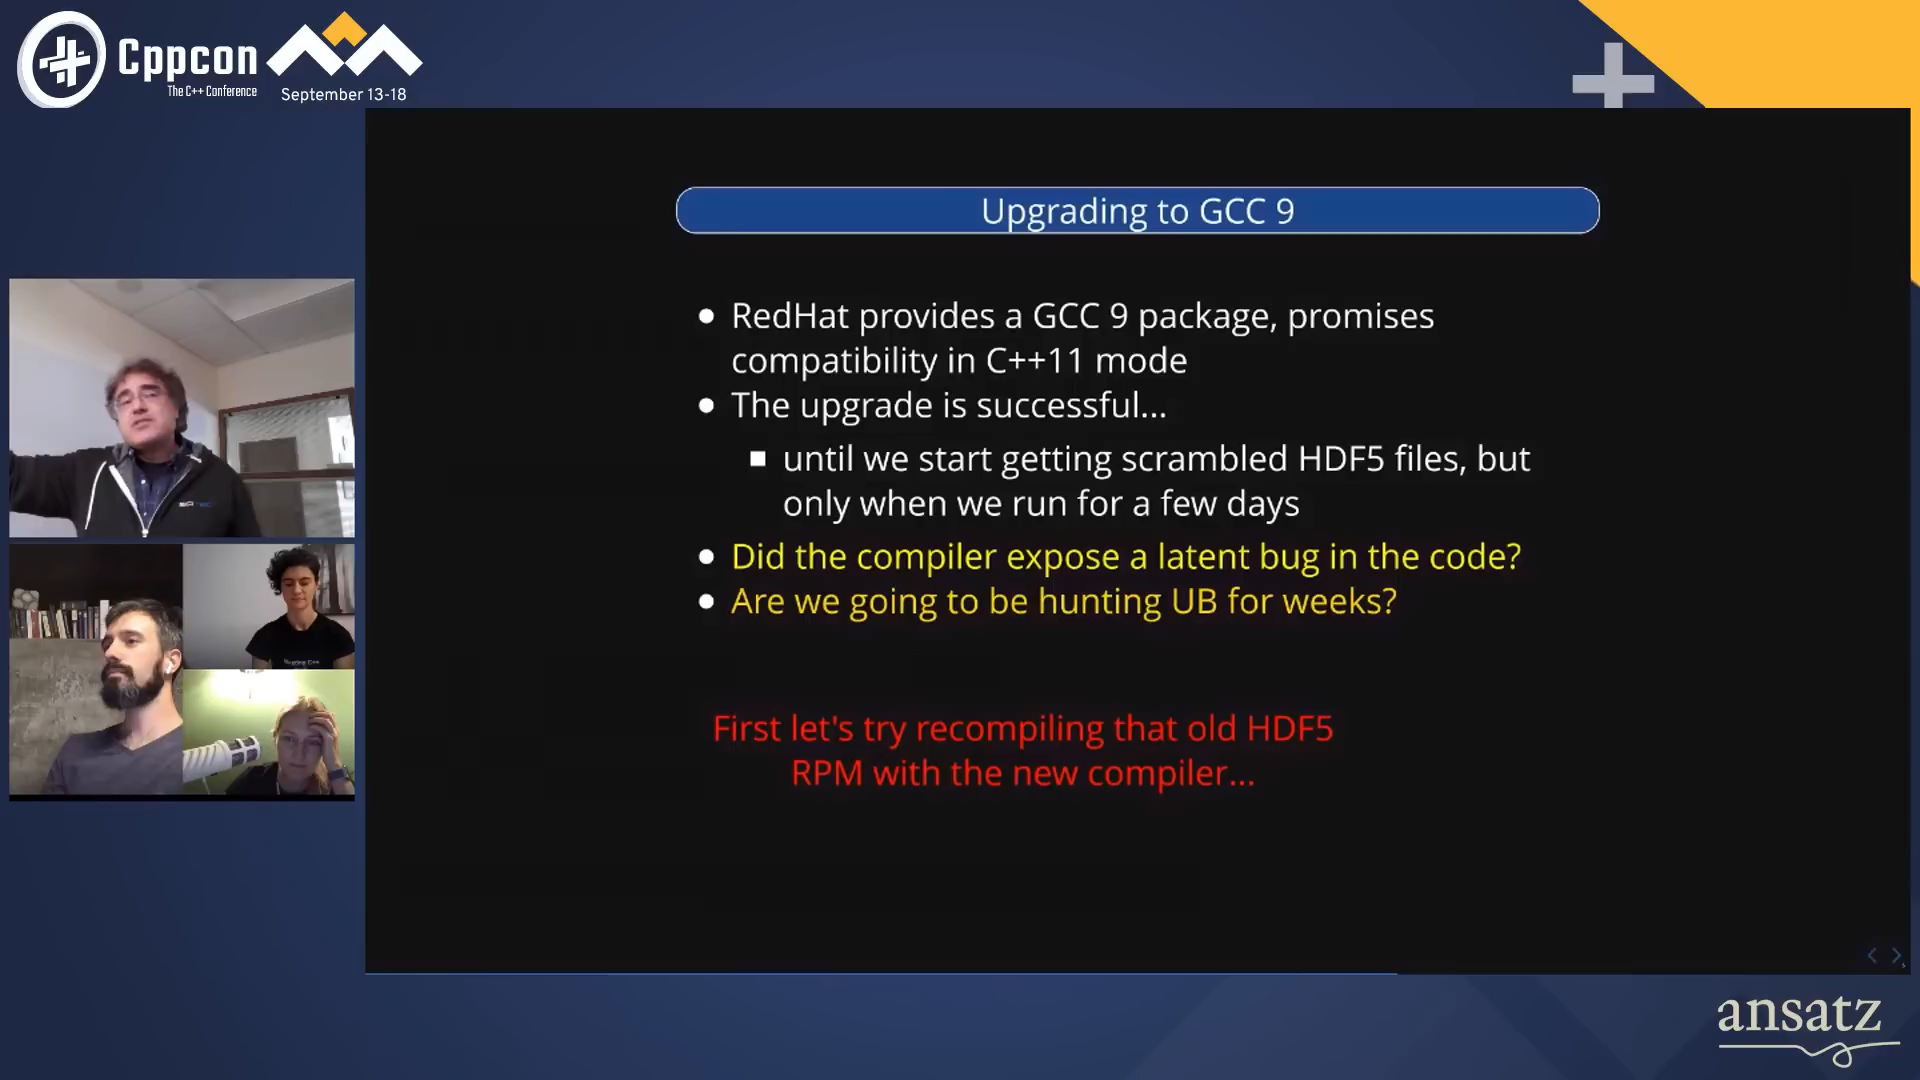 Cppcon
The C++ Conference
September 13-18
Upgrading to GCC 9
RedHat provides a GCC 9 package, promises
compatibility in C++11 mode
The upgrade is successful...
until we start getting scrambled HDF5 files, but
only when we run for a few days
Did the compiler expose a latent bug in the code?
Are we going to be hunting UB for weeks?
First let's try recompiling that old HDF5
RPM with the new compiler...
ansatz